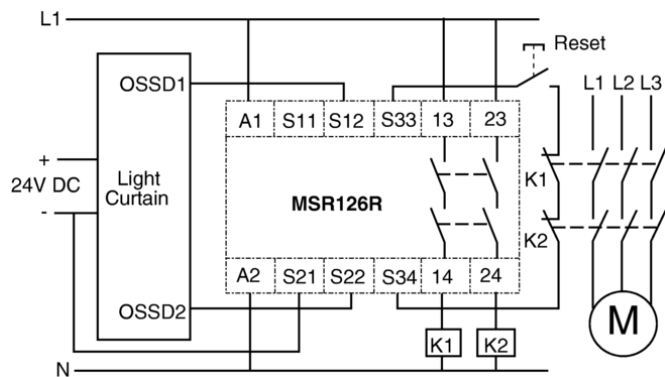 L1
Reset
OSSD1
L1 L2 L3
A1 S11 S12 S33 13 23
+
24V DC
-
Light
Curtain
MSR126R
K1
K2
A2 S21 S22 S34 14 24
OSSD2
K1 K2
M
N